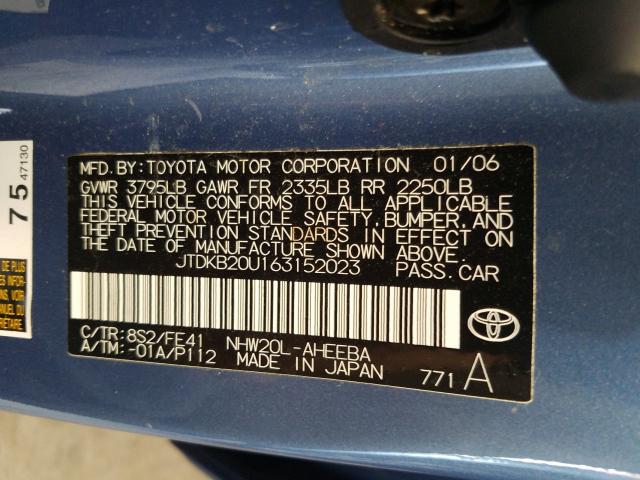 MFD.BY:TOYOTA MOTOR CORPORATION 01/06
GVWR 3795LB GAWR FR 2335LB RR 2250LB
THIS VEHICLE CONFORMS TO ALL APPLICABLE
FEDERAL MOTOR VEHICLE SAFETY, BUMPER, AND
THEFT PREVENTION STANDARDS IN EFFECT ON
THE DATE OF MANUFACTURE SHOWN ABOVE.
JTDKB20U163152023 PASS.CAR
C/TR:8S2/FE41 NHW20L-AHEEBA
A/TM:-01A/P112 MADE IN JAPAN
771 A
75 47130
DE PLUS